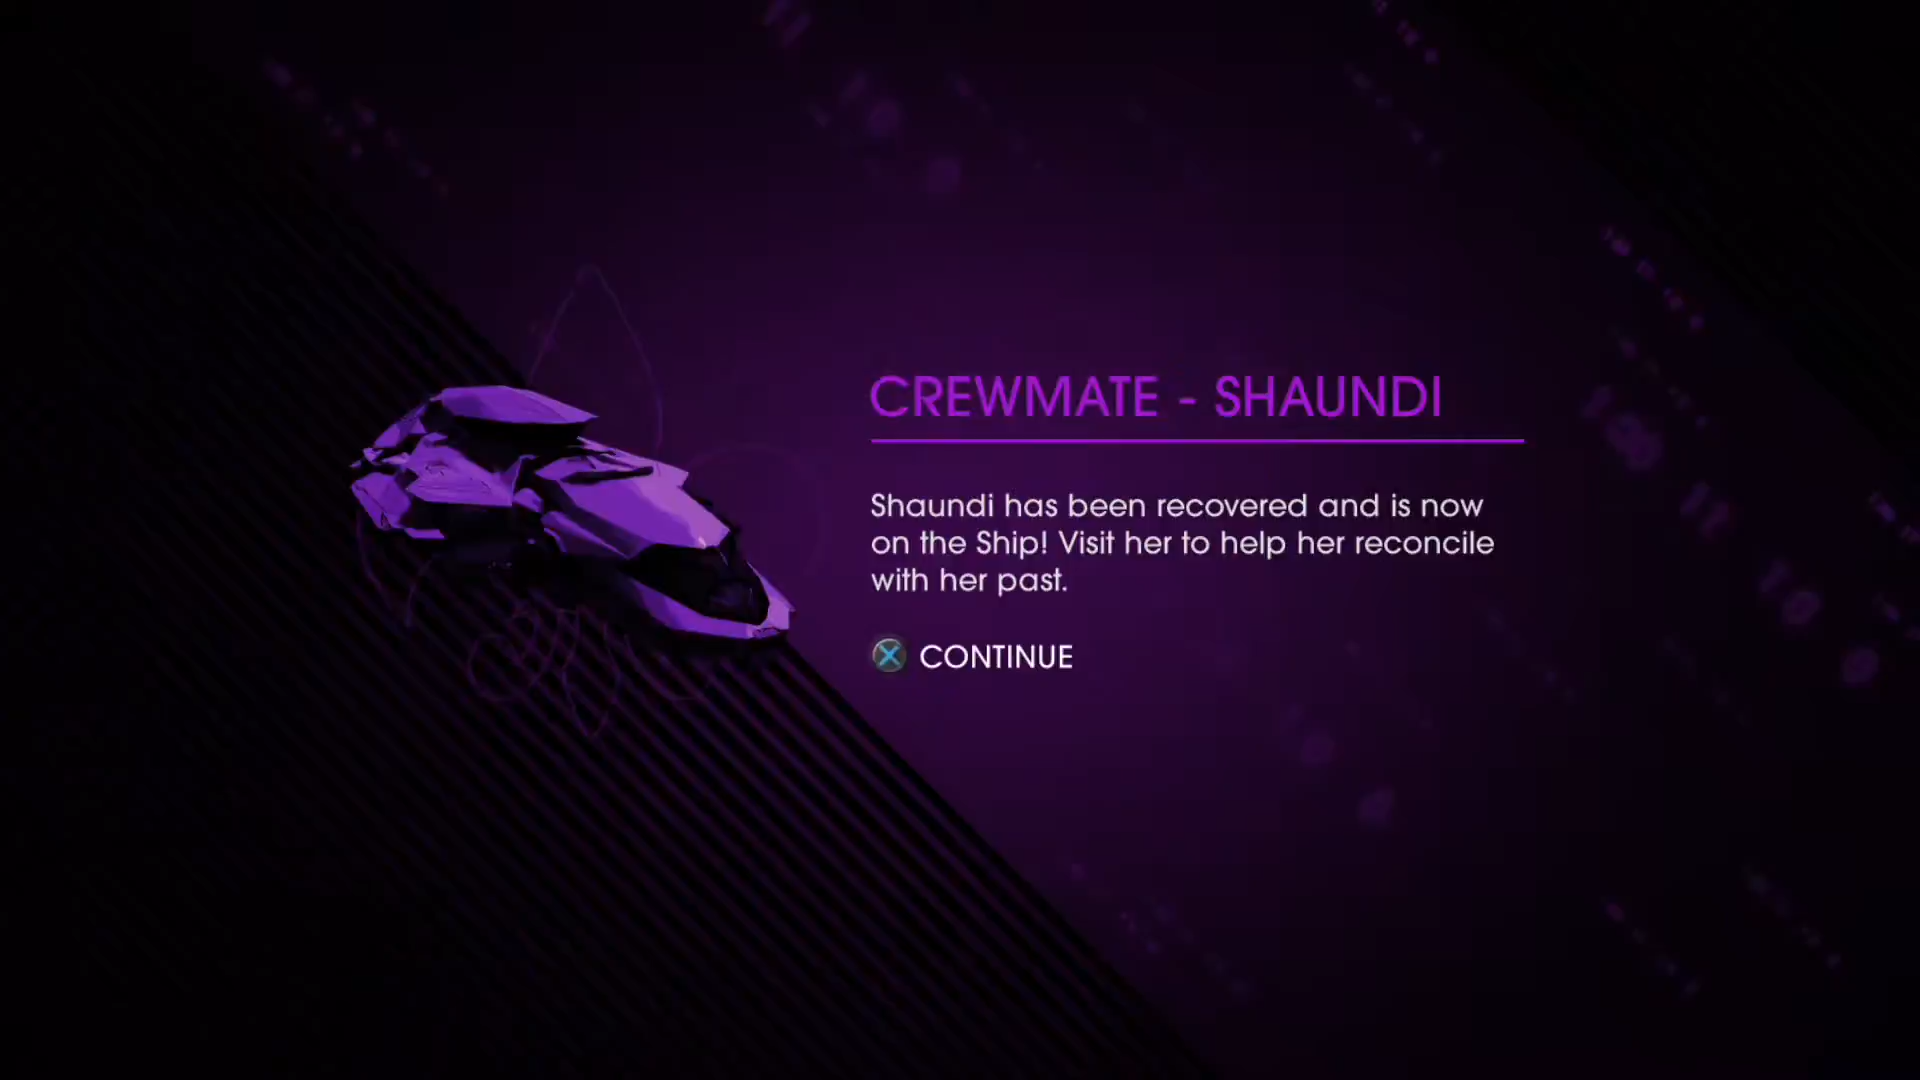 CREWMATE - SHAUNDI
Shaundi has been recovered and is now
on the Ship! Visit her to help her reconcile
with her past.
CONTINUE